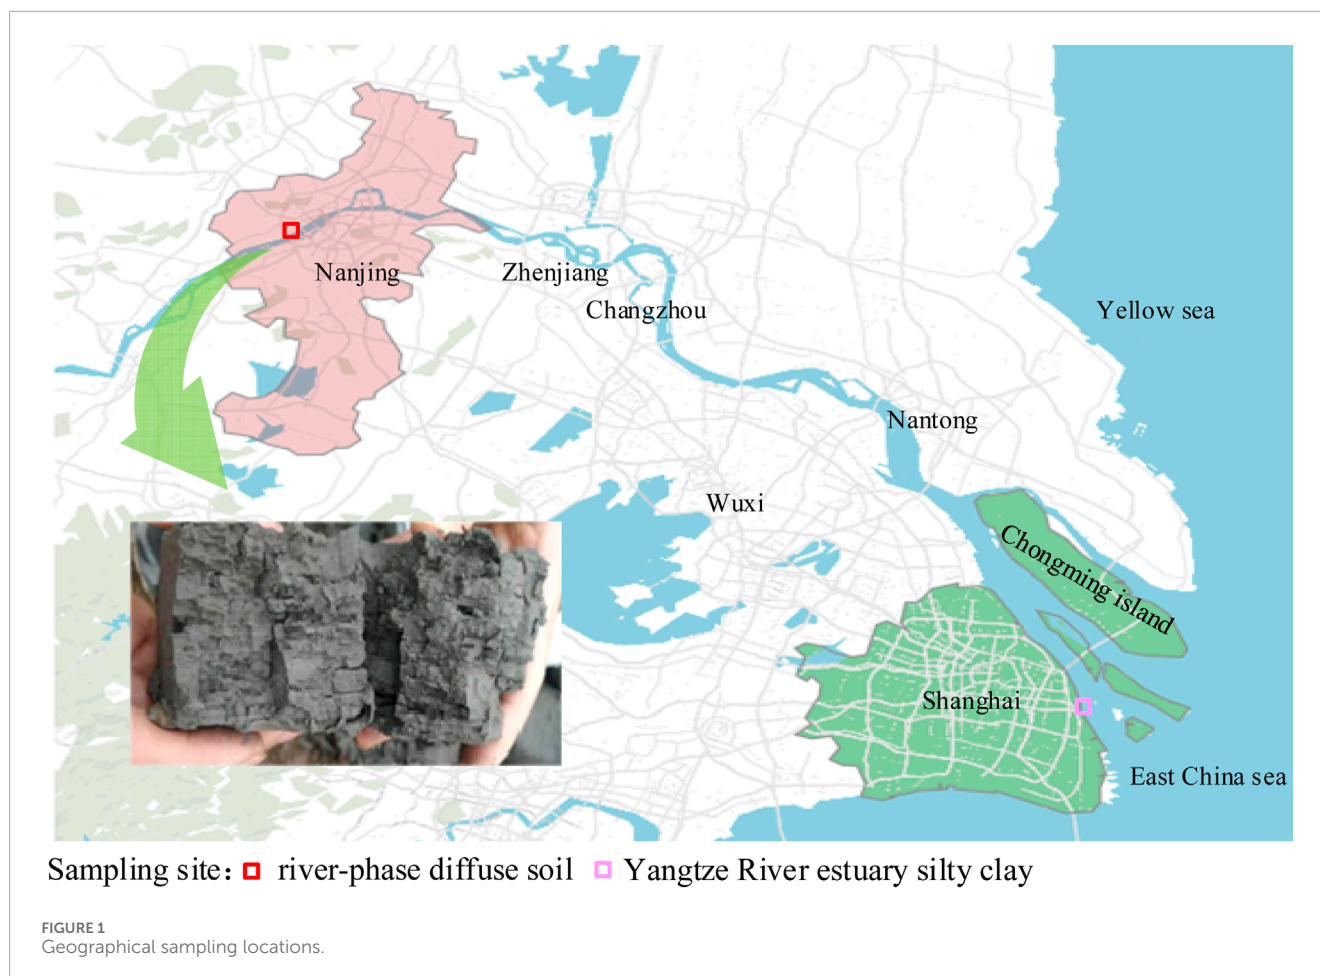 Nanjing
Zhenjiang
Changzhou
Yellow sea
Nantong
Wuxi
Chongming island
Shanghai
East China sea
Sampling site: river-phase diffuse soil Yangtze River estuary silty clay
FIGURE 1
Geographical sampling locations.